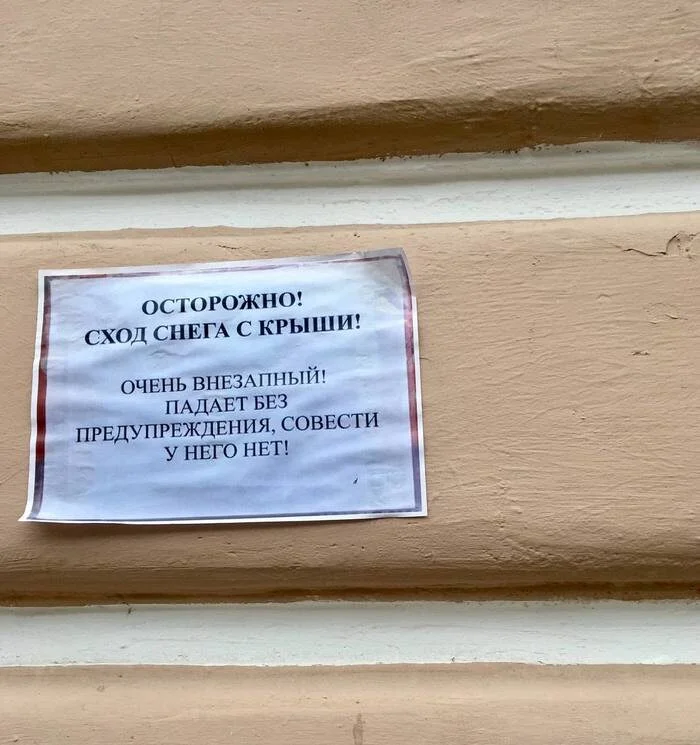 ОСТОРОЖНО!
СХОД СНЕГА С КРЫШИ!
ОЧЕНЬ ВНЕЗАПНЫЙ!
ПАДАЕТ БЕЗ
ПРЕДУПРЕЖДЕНИЯ, СОВЕСТИ
У НЕГО НЕТ!